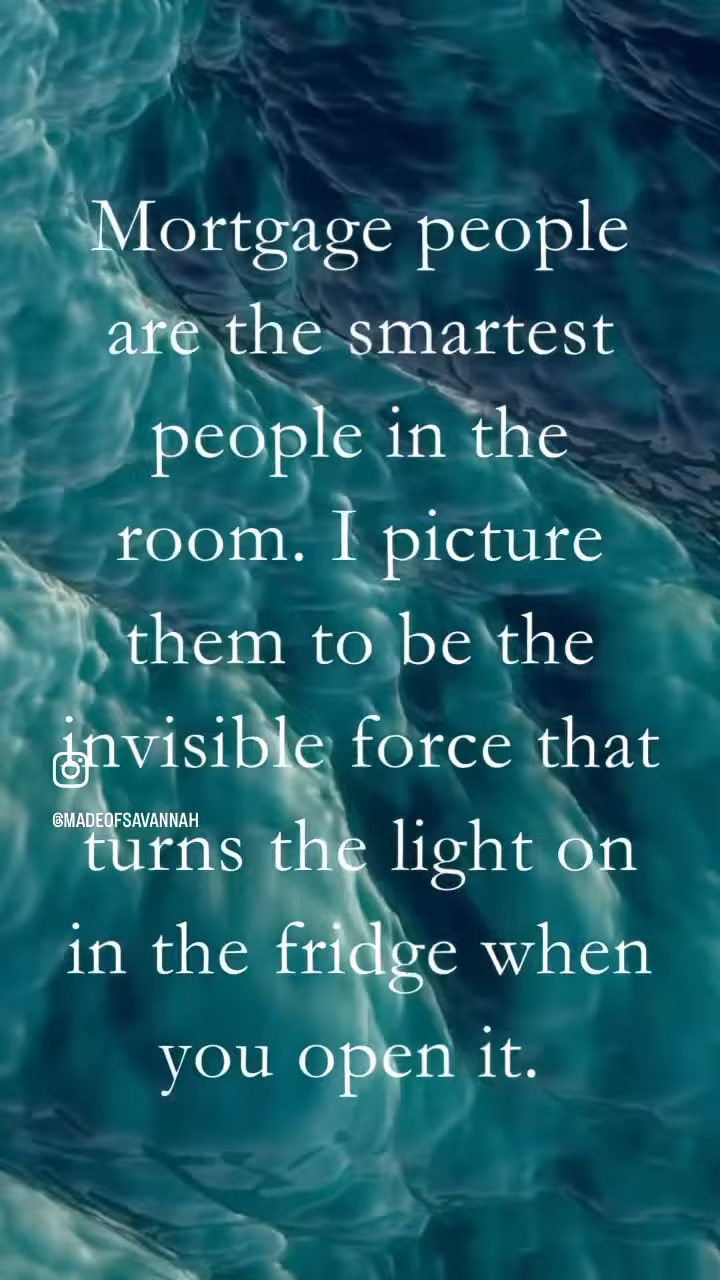 Mortgage people
are the smartest
people in the
room. I picture
them to be the
invisible force that
@MADEOFSAVANNAH
turns the light on
in the fridge when
you open it.